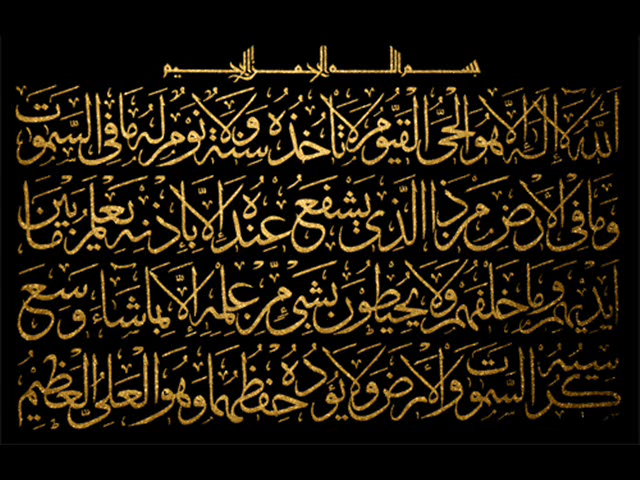 بسم الله الرحمن الرحيم
الله لا إله إلا هو الحي القيوم لا تأخذه سنة ولا نوم له ما في السموت
وما في الأرض من ذا الذي يشفع عنده إلا بإذنه يعلم ما بين
أيديهم وما خلفهم ولا يحيطون بشيء من علمه إلا بما شاء وسع
كرسيه السموت والأرض ولا يؤده حفظهما وهو العلي العظيم